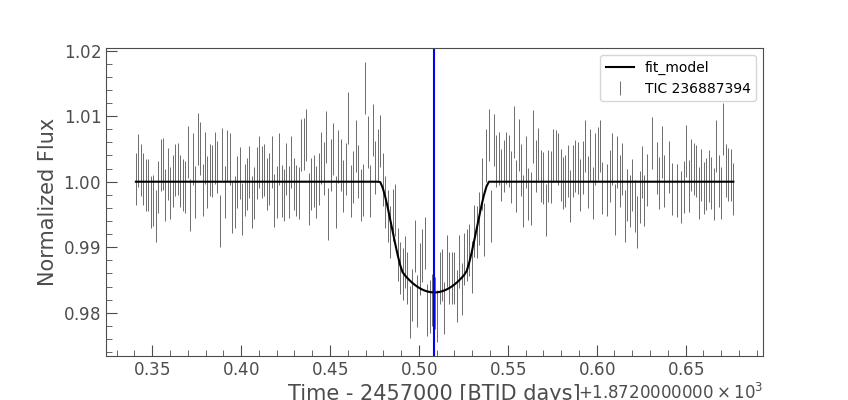 1.02
fit_model
TIC 236887394
1.01
1.00
0.99
0.98
Normalized Flux
0.35 0.40 0.45 0.50 0.55 0.60 0.65
Time - 2457000 [BTJD days]
+1.8720000000 × 10³